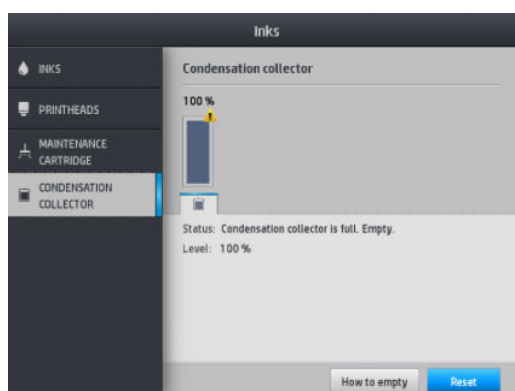 Inks
INKS
PRINTHEADS
MAINTENANCE
CARTRIDGE
CONDENSATION
COLLECTOR
Condensation collector
100 %
Status: Condensation collector is full. Empty.
Level: 100 %
How to empty
Reset